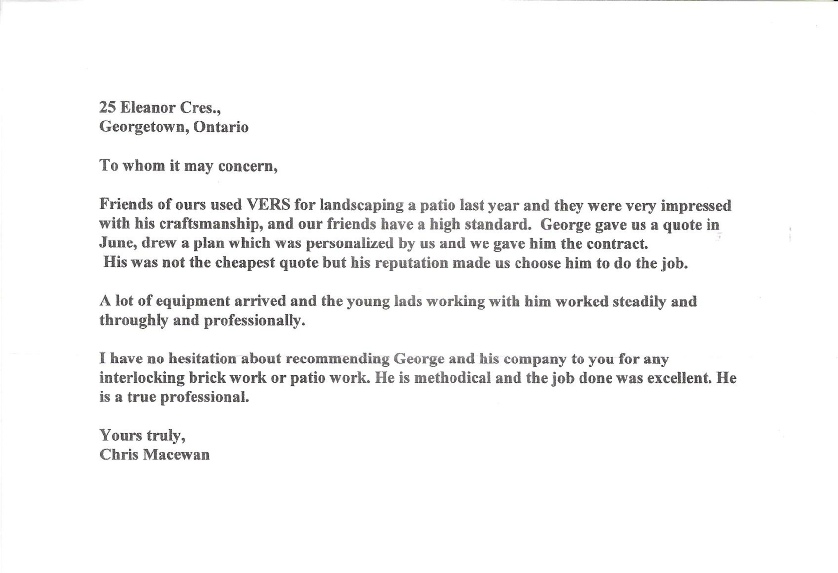 25 Eleanor Cres.,
Georgetown, Ontario
To whom it may concern,
Friends of ours used VERS for landscaping a patio last year and they were very impressed
with his craftsmanship, and our friends have a high standard.  George gave us a quote in
June, drew a plan which was personalized by us and we gave him the contract.
His was not the cheapest quote but his reputation made us choose him to do the job.
A lot of equipment arrived and the young lads working with him worked steadily and
throughly and professionally.
I have no hesitation about recommending George and his company to you for any
interlocking brick work or patio work. He is methodical and the job done was excellent. He
is a true professional.
Yours truly,
Chris Macewan